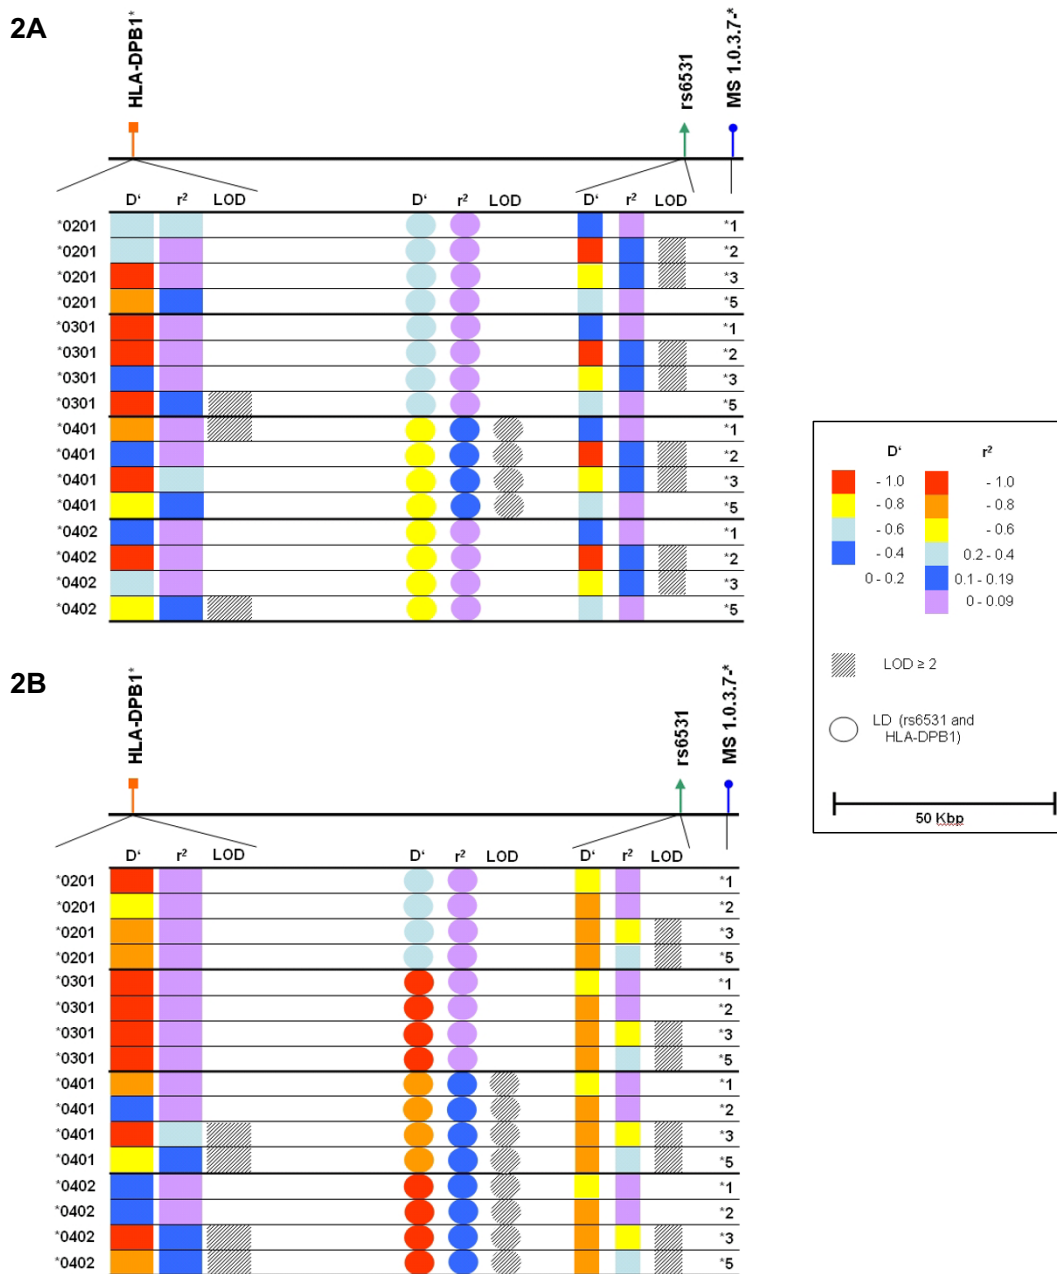 2A
HLA-DPB1*
rs6531
MS 1.0.3.7-*
D‘ r² LOD D‘ r² LOD D‘ r² LOD
*0201 *1
*0201 *2
*0201 *3
*0201 *5
*0301 *1
*0301 *2
*0301 *3
*0301 *5
*0401 *1
*0401 *2
*0401 *3
*0401 *5
*0402 *1
*0402 *2
*0402 *3
*0402 *5
D‘ r²
- 1.0 - 1.0
- 0.8 - 0.8
- 0.6 - 0.6
- 0.4 0.2 - 0.4
0 - 0.2 0.1 - 0.19
0 - 0.09
LOD ≥ 2
LD (rs6531 and
HLA-DPB1)
50 Kbp
2B
HLA-DPB1*
rs6531
MS 1.0.3.7-*
D‘ r² LOD D‘ r² LOD D‘ r² LOD
*0201 *1
*0201 *2
*0201 *3
*0201 *5
*0301 *1
*0301 *2
*0301 *3
*0301 *5
*0401 *1
*0401 *2
*0401 *3
*0401 *5
*0402 *1
*0402 *2
*0402 *3
*0402 *5